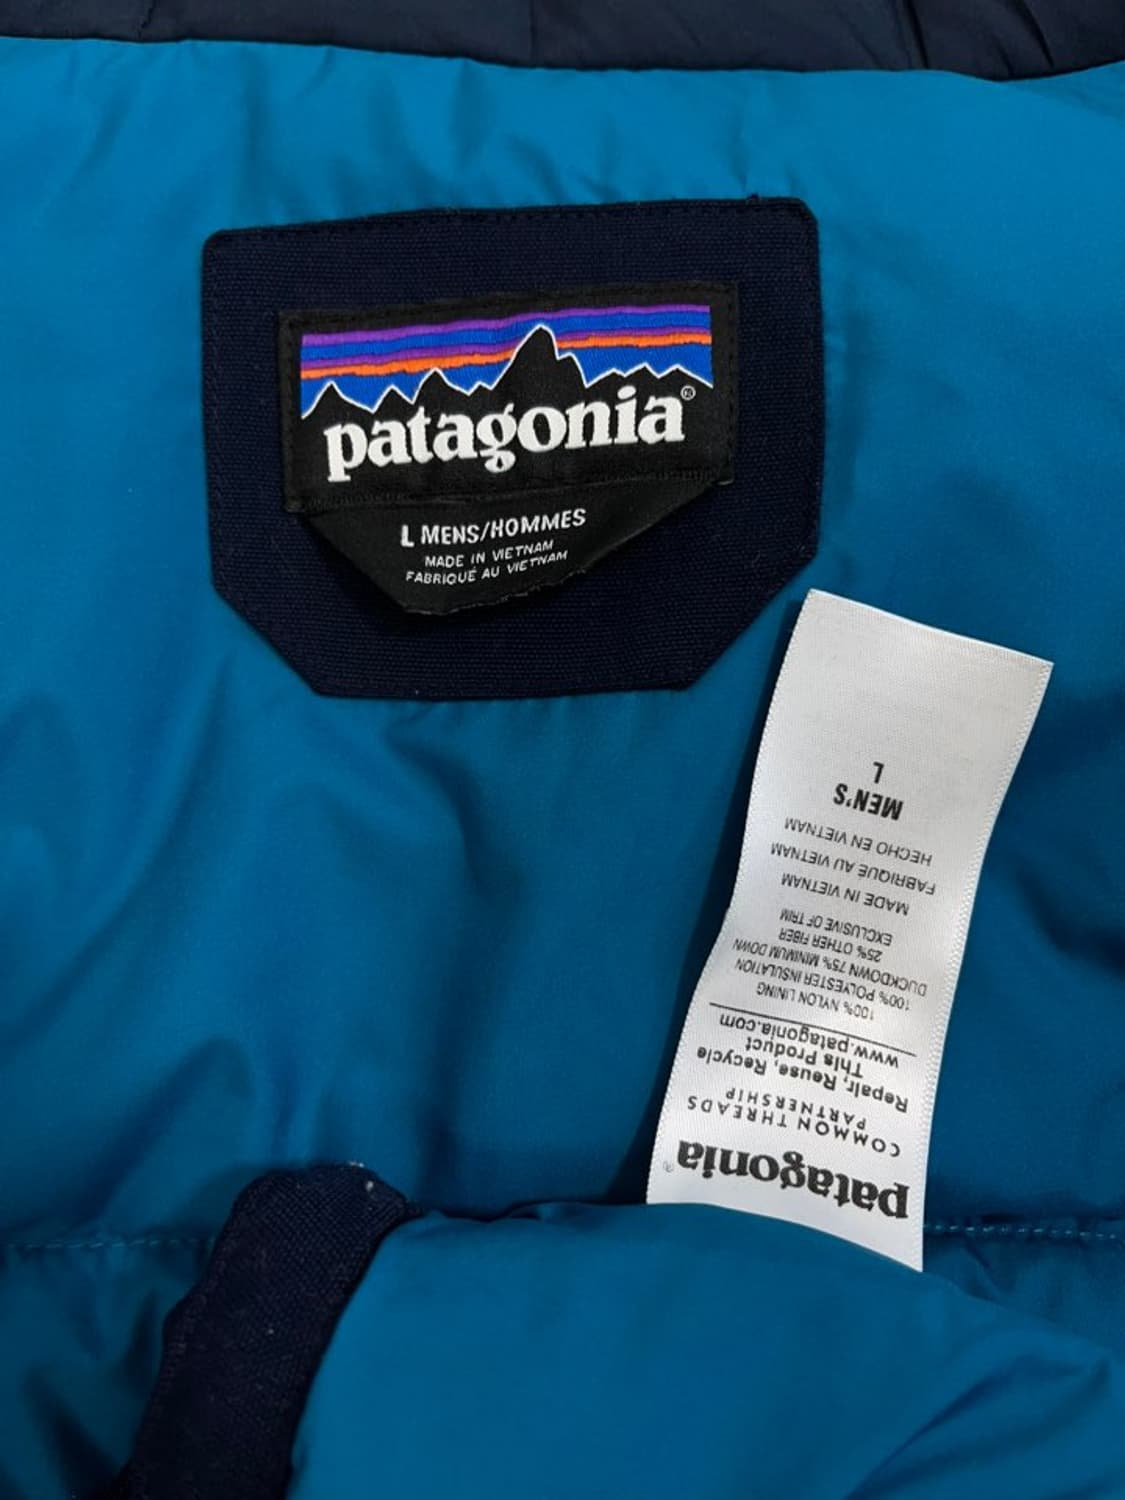 patagonia®
L MENS/HOMMES
MADE IN VIETNAM
FABRIQUÉ AU VIETNAM
patagonia®
COMMON THREADS
PARTNERSHIP
Repair, Reuse, Recycle
This Product
www.patagonia.com
100% NYLON LINING
100% POLYESTER INSULATION
DUCKDOWN 75% MINIMUM DOWN
25% OTHER FIBER
EXCLUSIVE OF TRIM
MADE IN VIETNAM
FABRIQUÉ AU VIETNAM
HECHO EN VIETNAM
MEN'S
L